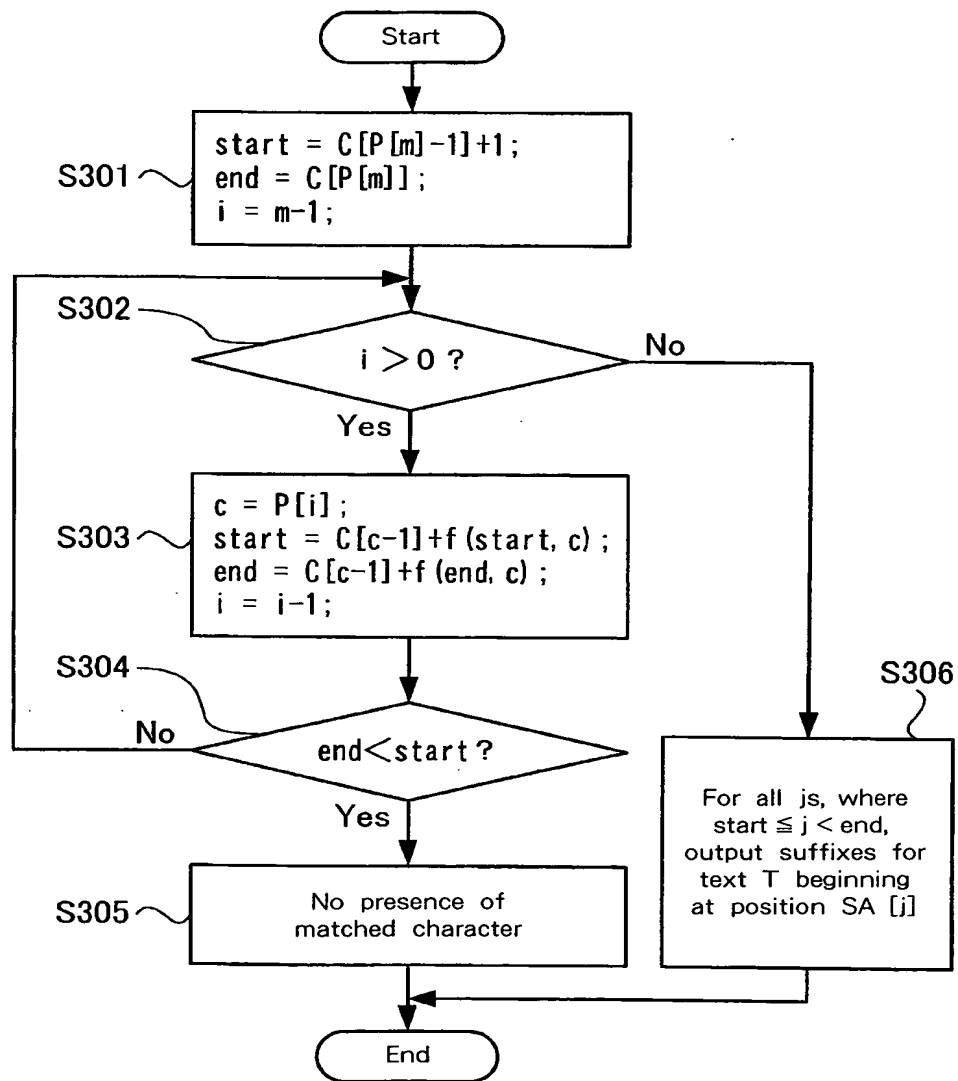 Start
S301
start = C[P[m]-1]+1;
end = C[P[m]];
i = m-1;
S302
i >0 ?
No
Yes
S303
c = P[i];
start = C[c-1]+f(start, c);
end = C[c-1]+f(end, c);
i = i-1;
S304
No
end<start?
Yes
S305
No presence of
matched character
S306
For all js, where
start ≦ j < end,
output suffixes for
text T beginning
at position SA [j]
End